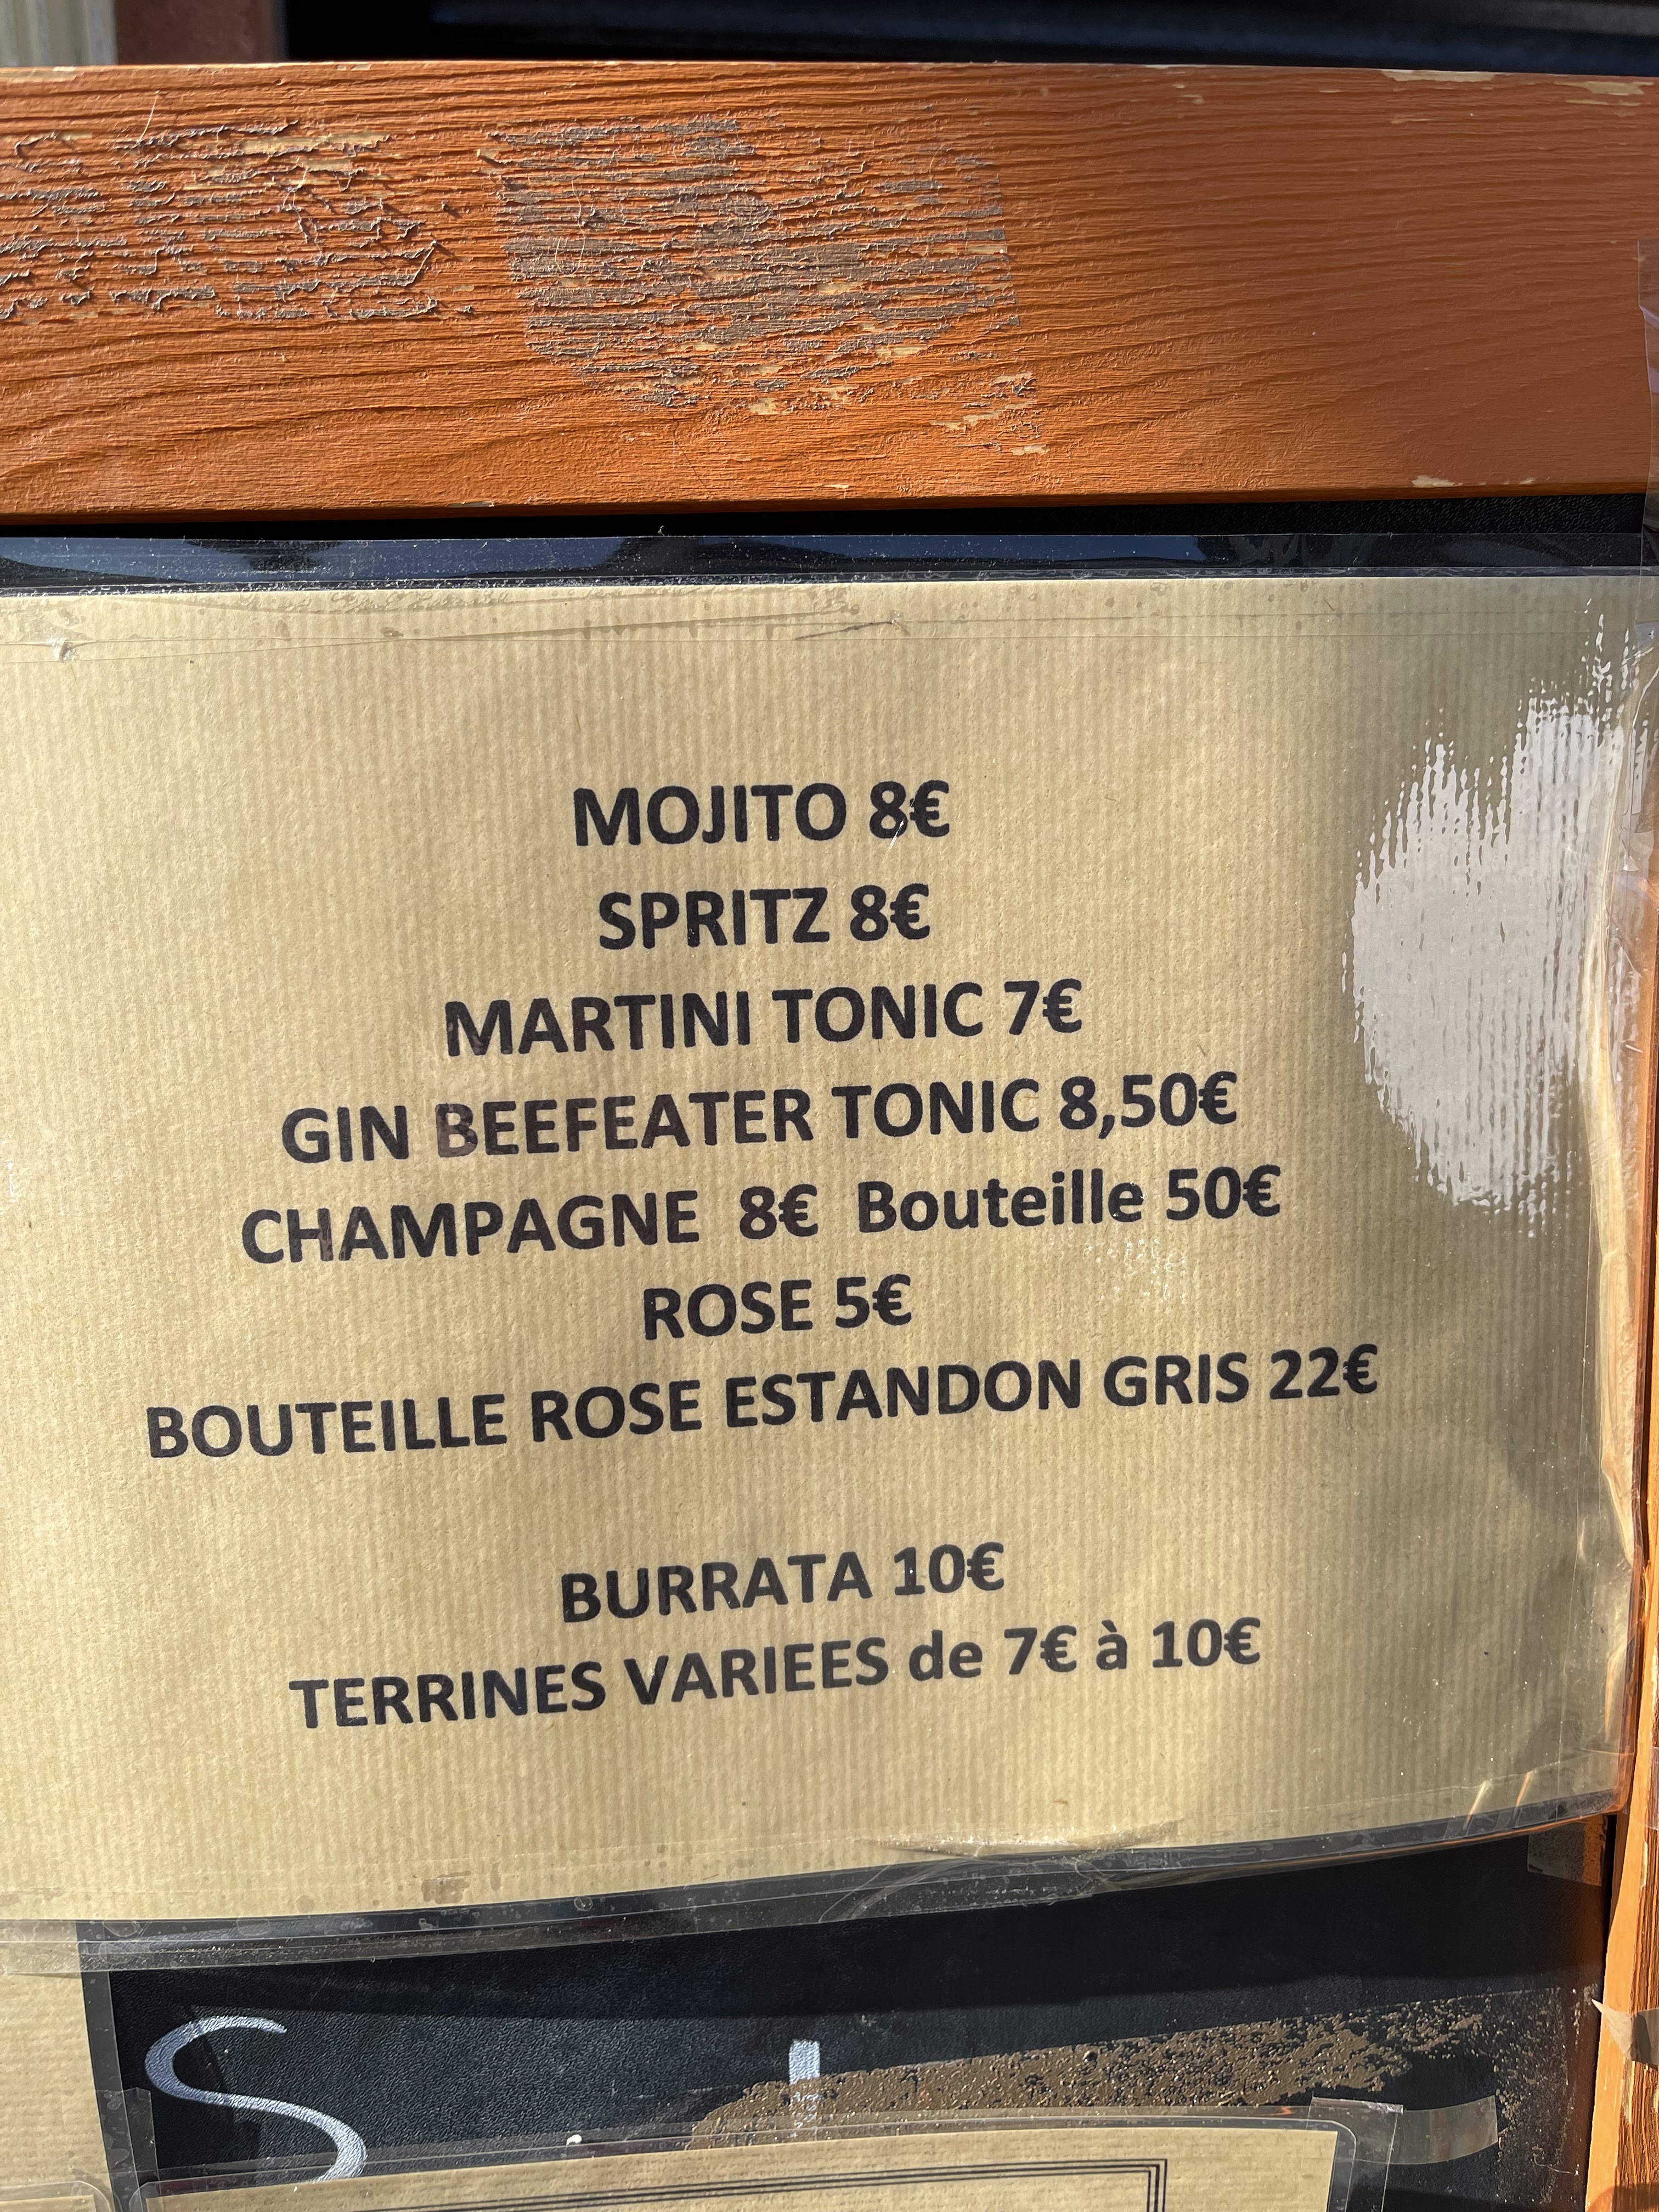 MOJITO 8€
SPRITZ 8€
MARTINI TONIC 7€
GIN BEEFEATER TONIC 8,50€
CHAMPAGNE 8€ Bouteille 50€
ROSE 5€
BOUTEILLE ROSE ESTANDON GRIS 22€
BURRATA 10€
TERRINES VARIEES de 7€ à 10€